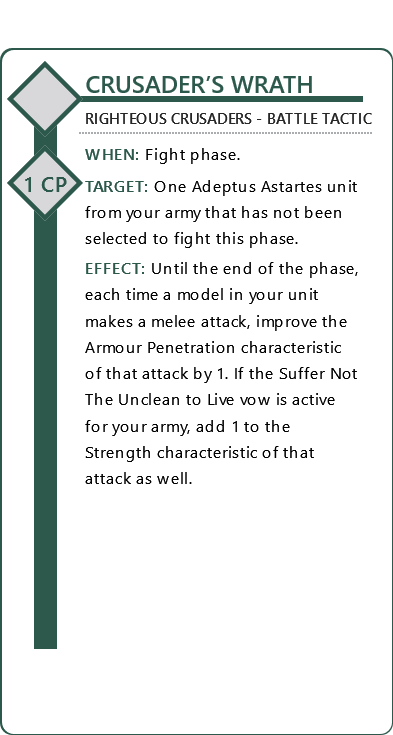 CRUSADER'S WRATH
RIGHTEOUS CRUSADERS - BATTLE TACTIC
WHEN: Fight phase.
1 CP
TARGET: One Adeptus Astartes unit
from your army that has not been
selected to fight this phase.
EFFECT: Until the end of the phase,
each time a model in your unit
makes a melee attack, improve the
Armour Penetration characteristic
of that attack by 1. If the Suffer Not
The Unclean to Live vow is active
for your army, add 1 to the
Strength characteristic of that
attack as well.